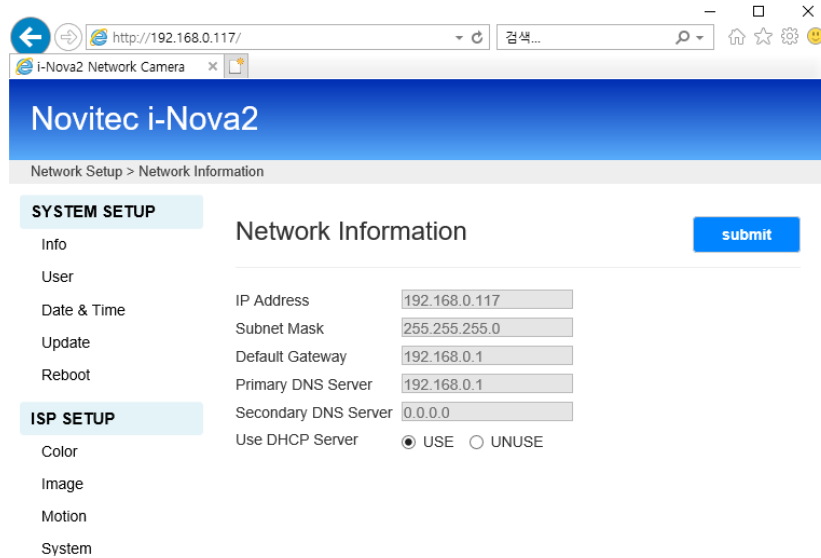 http://192.168.0.117/
검색...
i-Nova2 Network Camera
Novitec i-Nova2
Network Setup > Network Information
SYSTEM SETUP
Info
User
Date & Time
Update
Reboot
ISP SETUP
Color
Image
Motion
System
Network Information
submit
IP Address 192.168.0.117
Subnet Mask 255.255.255.0
Default Gateway 192.168.0.1
Primary DNS Server 192.168.0.1
Secondary DNS Server 0.0.0.0
Use DHCP Server USE UNUSE